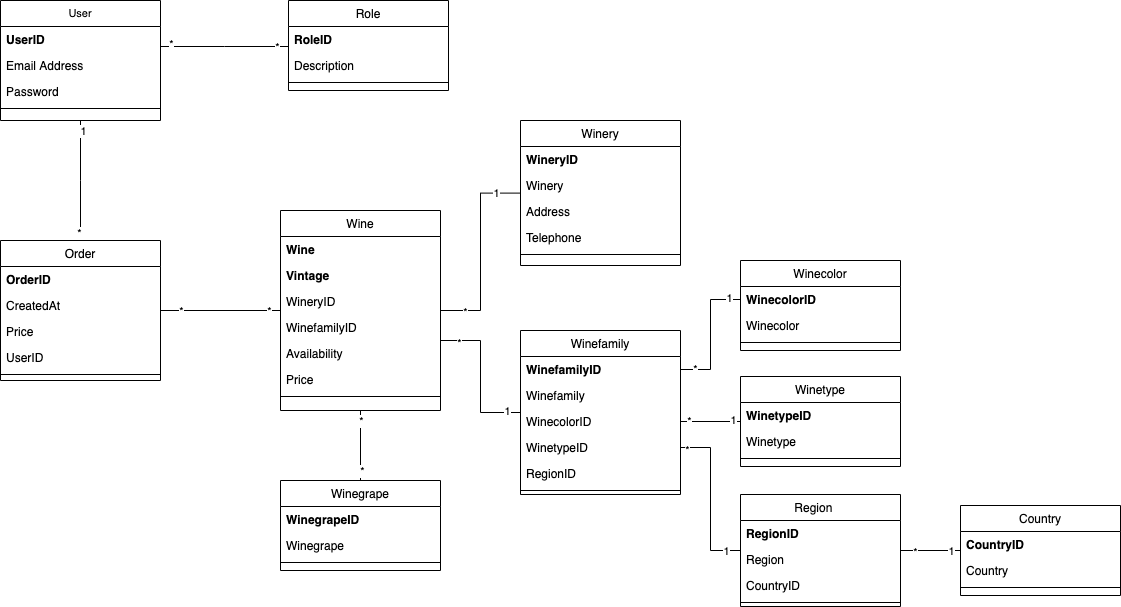 User
UserID
Email Address
Password
* *
Role
RoleID
Description
1
*
Order
OrderID
CreatedAt
Price
UserID
* *
Wine
Wine
Vintage
WineryID
WinefamilyID
Availability
Price
*
*
Winegrape
WinegrapeID
Winegrape
* 1
* 1
Winery
WineryID
Winery
Address
Telephone
Winefamily
WinefamilyID
Winefamily
WinecolorID
WinetypeID
RegionID
* 1
* 1
* 1
Winecolor
WinecolorID
Winecolor
Winetype
WinetypeID
Winetype
Region
RegionID
Region
CountryID
* 1
Country
CountryID
Country